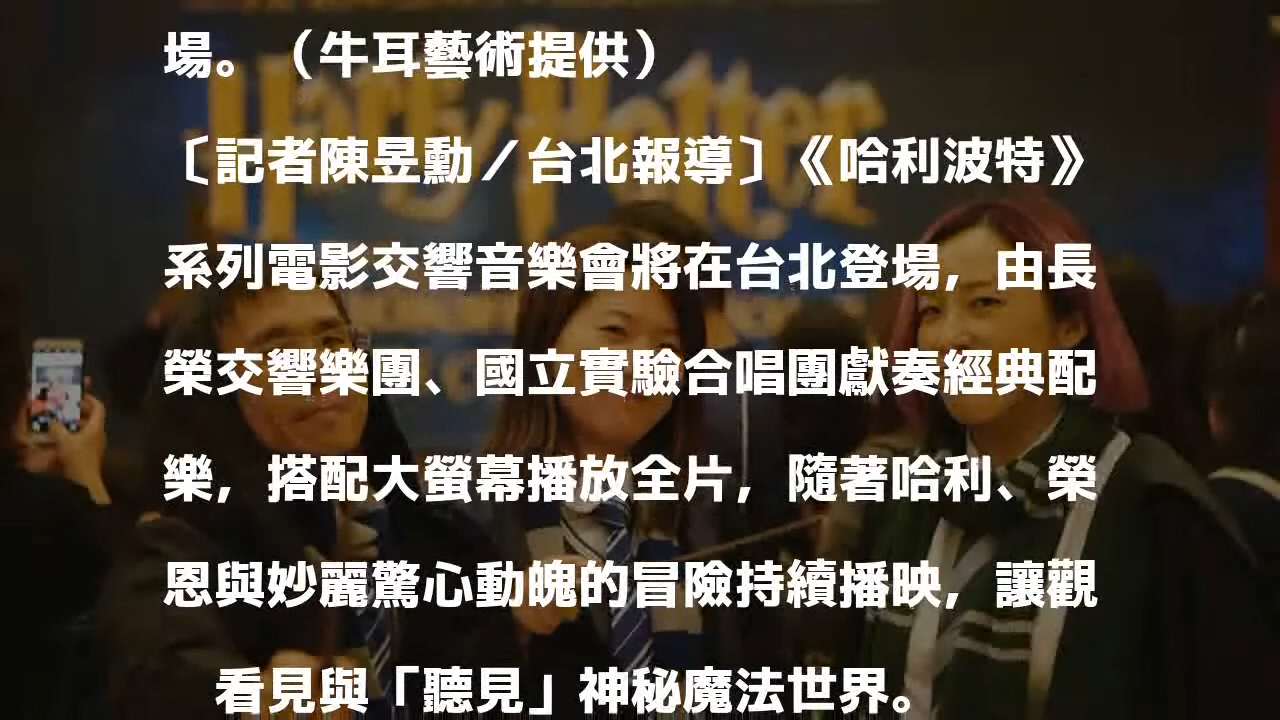 Harry Potter
場。（牛耳藝術提供）
〔記者陳昱勳／台北報導〕《哈利波特》
系列電影交響音樂會將在台北登場，由長
榮交響樂團、國立實驗合唱團獻奏經典配
樂，搭配大螢幕播放全片，隨著哈利、榮
恩與妙麗驚心動魄的冒險持續播映，讓觀
看見與「聽見」神秘魔法世界。